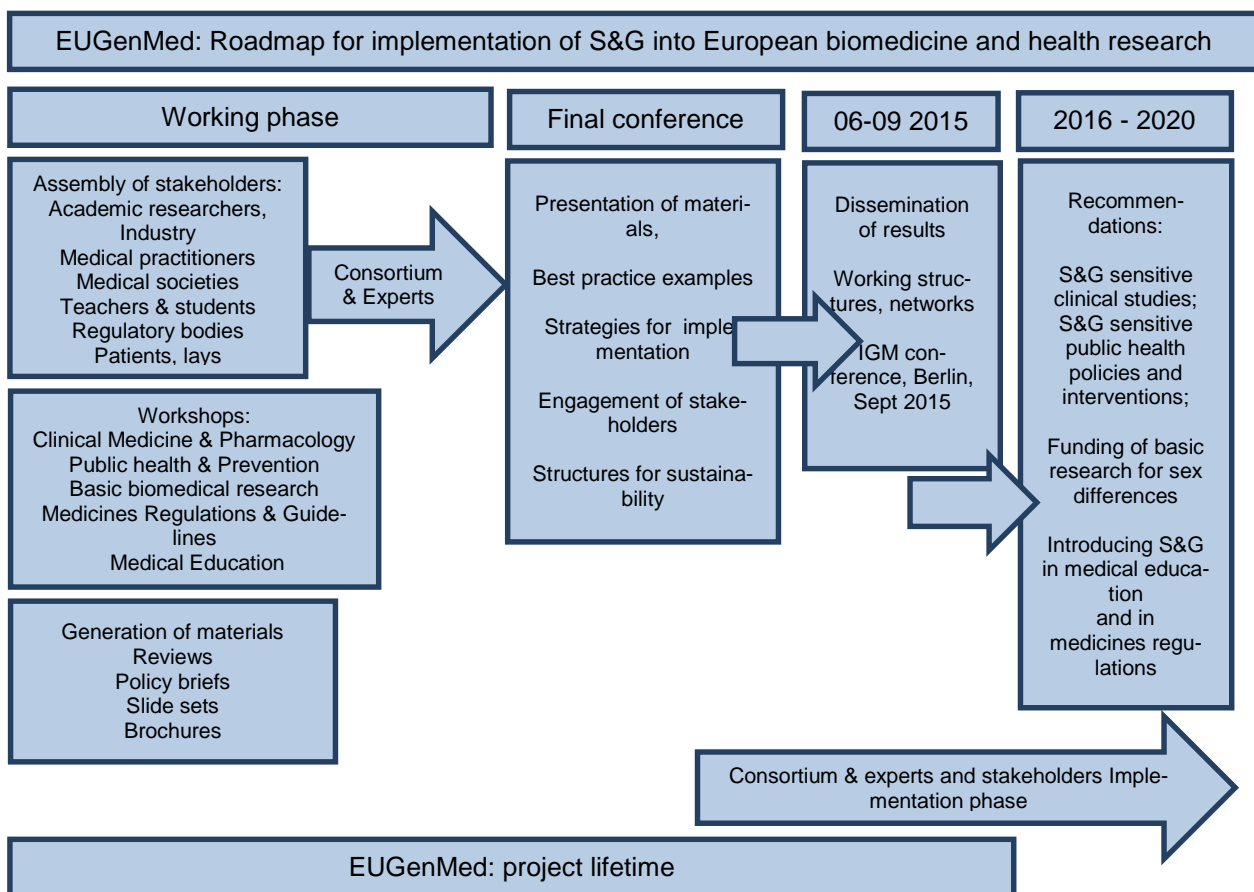 EUGenMed: Roadmap for implementation of S&G into European biomedicine and health research
Working phase
Final conference
06-09 2015
2016 - 2020
Assembly of stakeholders:
Academic researchers,
Industry
Medical practitioners
Medical societies
Teachers & students
Regulatory bodies
Patients, lays
Consortium
& Experts
Workshops:
Clinical Medicine & Pharmacology
Public health & Prevention
Basic biomedical research
Medicines Regulations & Guide-
lines
Medical Education
Generation of materials
Reviews
Policy briefs
Slide sets
Brochures
Presentation of materi-
als,
Best practice examples
Strategies for imple
mentation
Engagement of stake-
holders
Structures for sustaina-
bility
Dissemination
of results
Working struc-
tures, networks
IGM con-
ference, Berlin,
Sept 2015
Recommen-
dations:
S&G sensitive
clinical studies;
S&G sensitive
public health
policies and
interventions;
Funding of basic
research for sex
differences
Introducing S&G
in medical educa-
tion
and in
medicines regu-
lations
Consortium & experts and stakeholders Imple-
mentation phase
EUGenMed: project lifetime